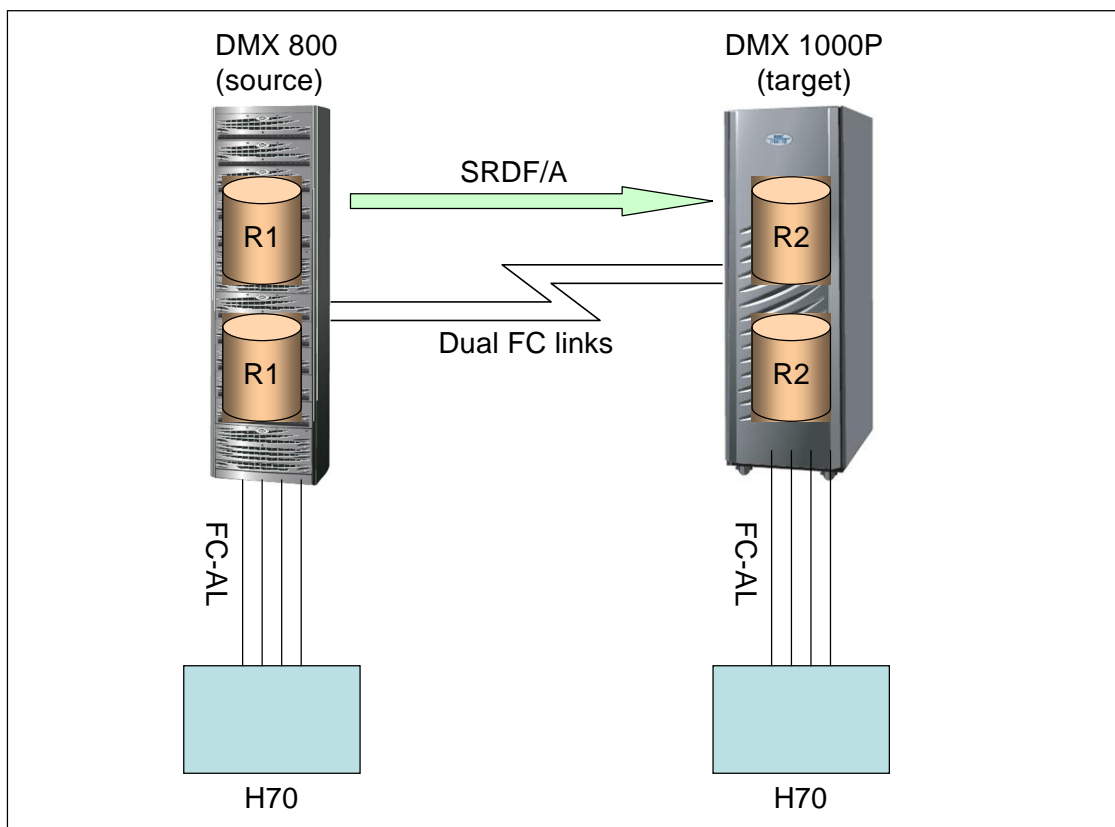 DMX 800
(source)
DMX 1000P
(target)
SRDF/A
R1
R2
Dual FC links
R1
R2
FC-AL
FC-AL
H70
H70